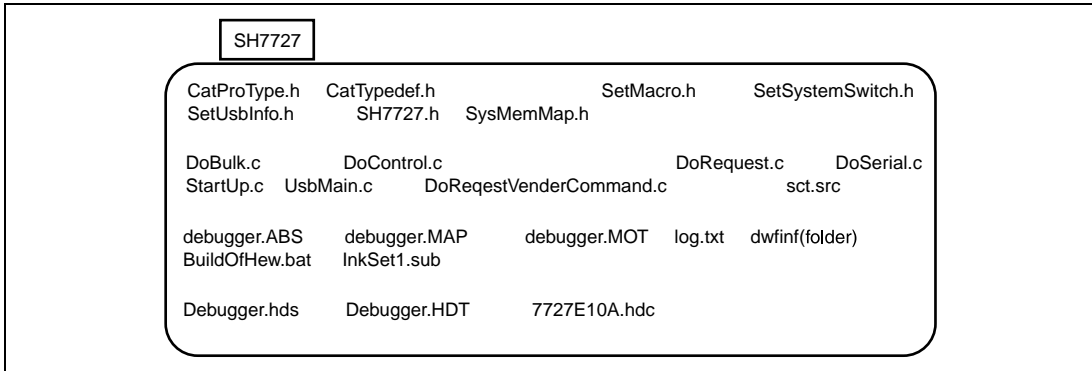 SH7727
CatProType.h CatTypedef.h SetMacro.h SetSystemSwitch.h
SetUsbInfo.h SH7727.h SysMemMap.h
DoBulk.c DoControl.c DoRequest.c DoSerial.c
StartUp.c UsbMain.c DoReqestVenderCommand.c sct.src
debugger.ABS debugger.MAP debugger.MOT log.txt dwfinf(folder)
BuildOfHew.bat InkSet1.sub
Debugger.hds Debugger.HDT 7727E10A.hdc